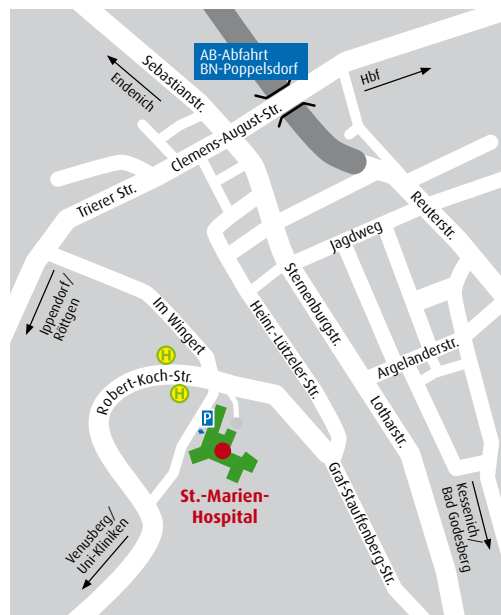 AB-Abfahrt
BN-Poppelsdorf
Sebastianstr.
Endenich
Hbf
Clemens-August-Str.
Trierer Str.
Reuterstr.
Jagdweg
Ippendorf/
Röttgen
Im Wingert
Sternenburgstr.
Heinr.-Lützeler-Str.
H
Robert-Koch-Str.
H
Argelanderstr.
P
Lotharstr.
St.-Marien-
Hospital
Graf-Stauffenberg-Str.
Kessenich/
Bad Godesberg
Venusberg/
Uni-Kliniken